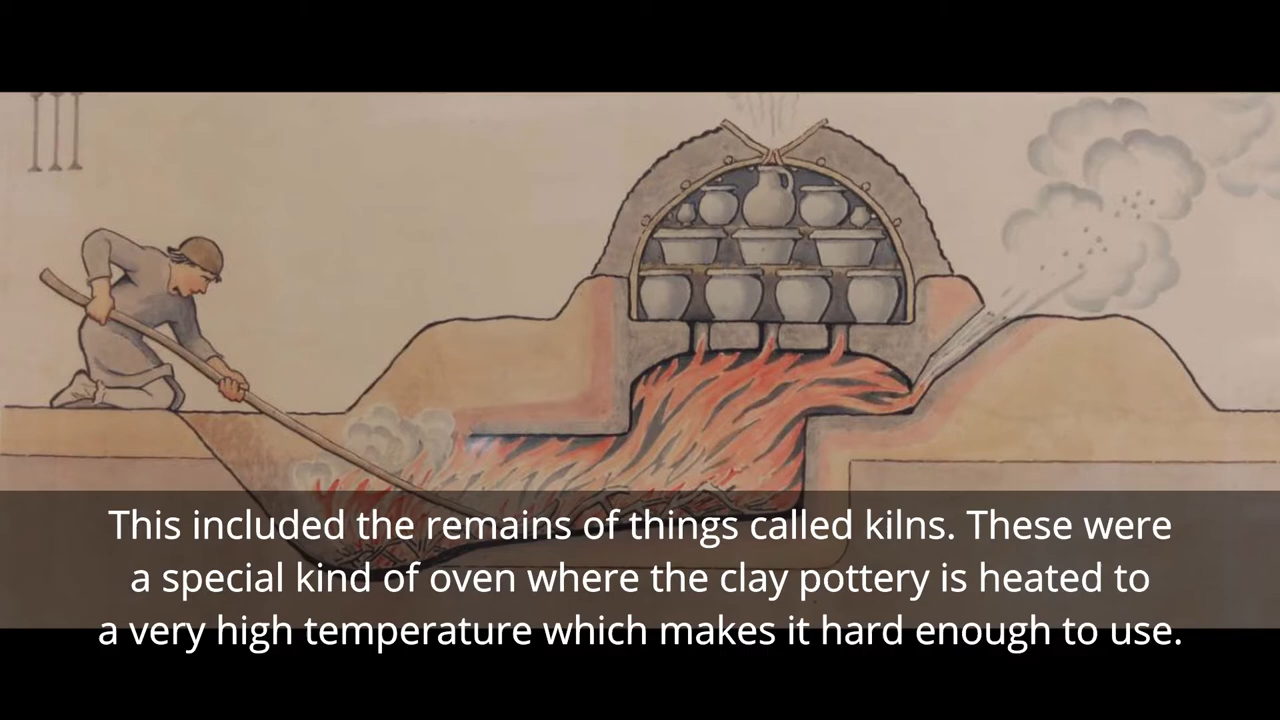 III
This included the remains of things called kilns. These were
a special kind of oven where the clay pottery is heated to
a very high temperature which makes it hard enough to use.